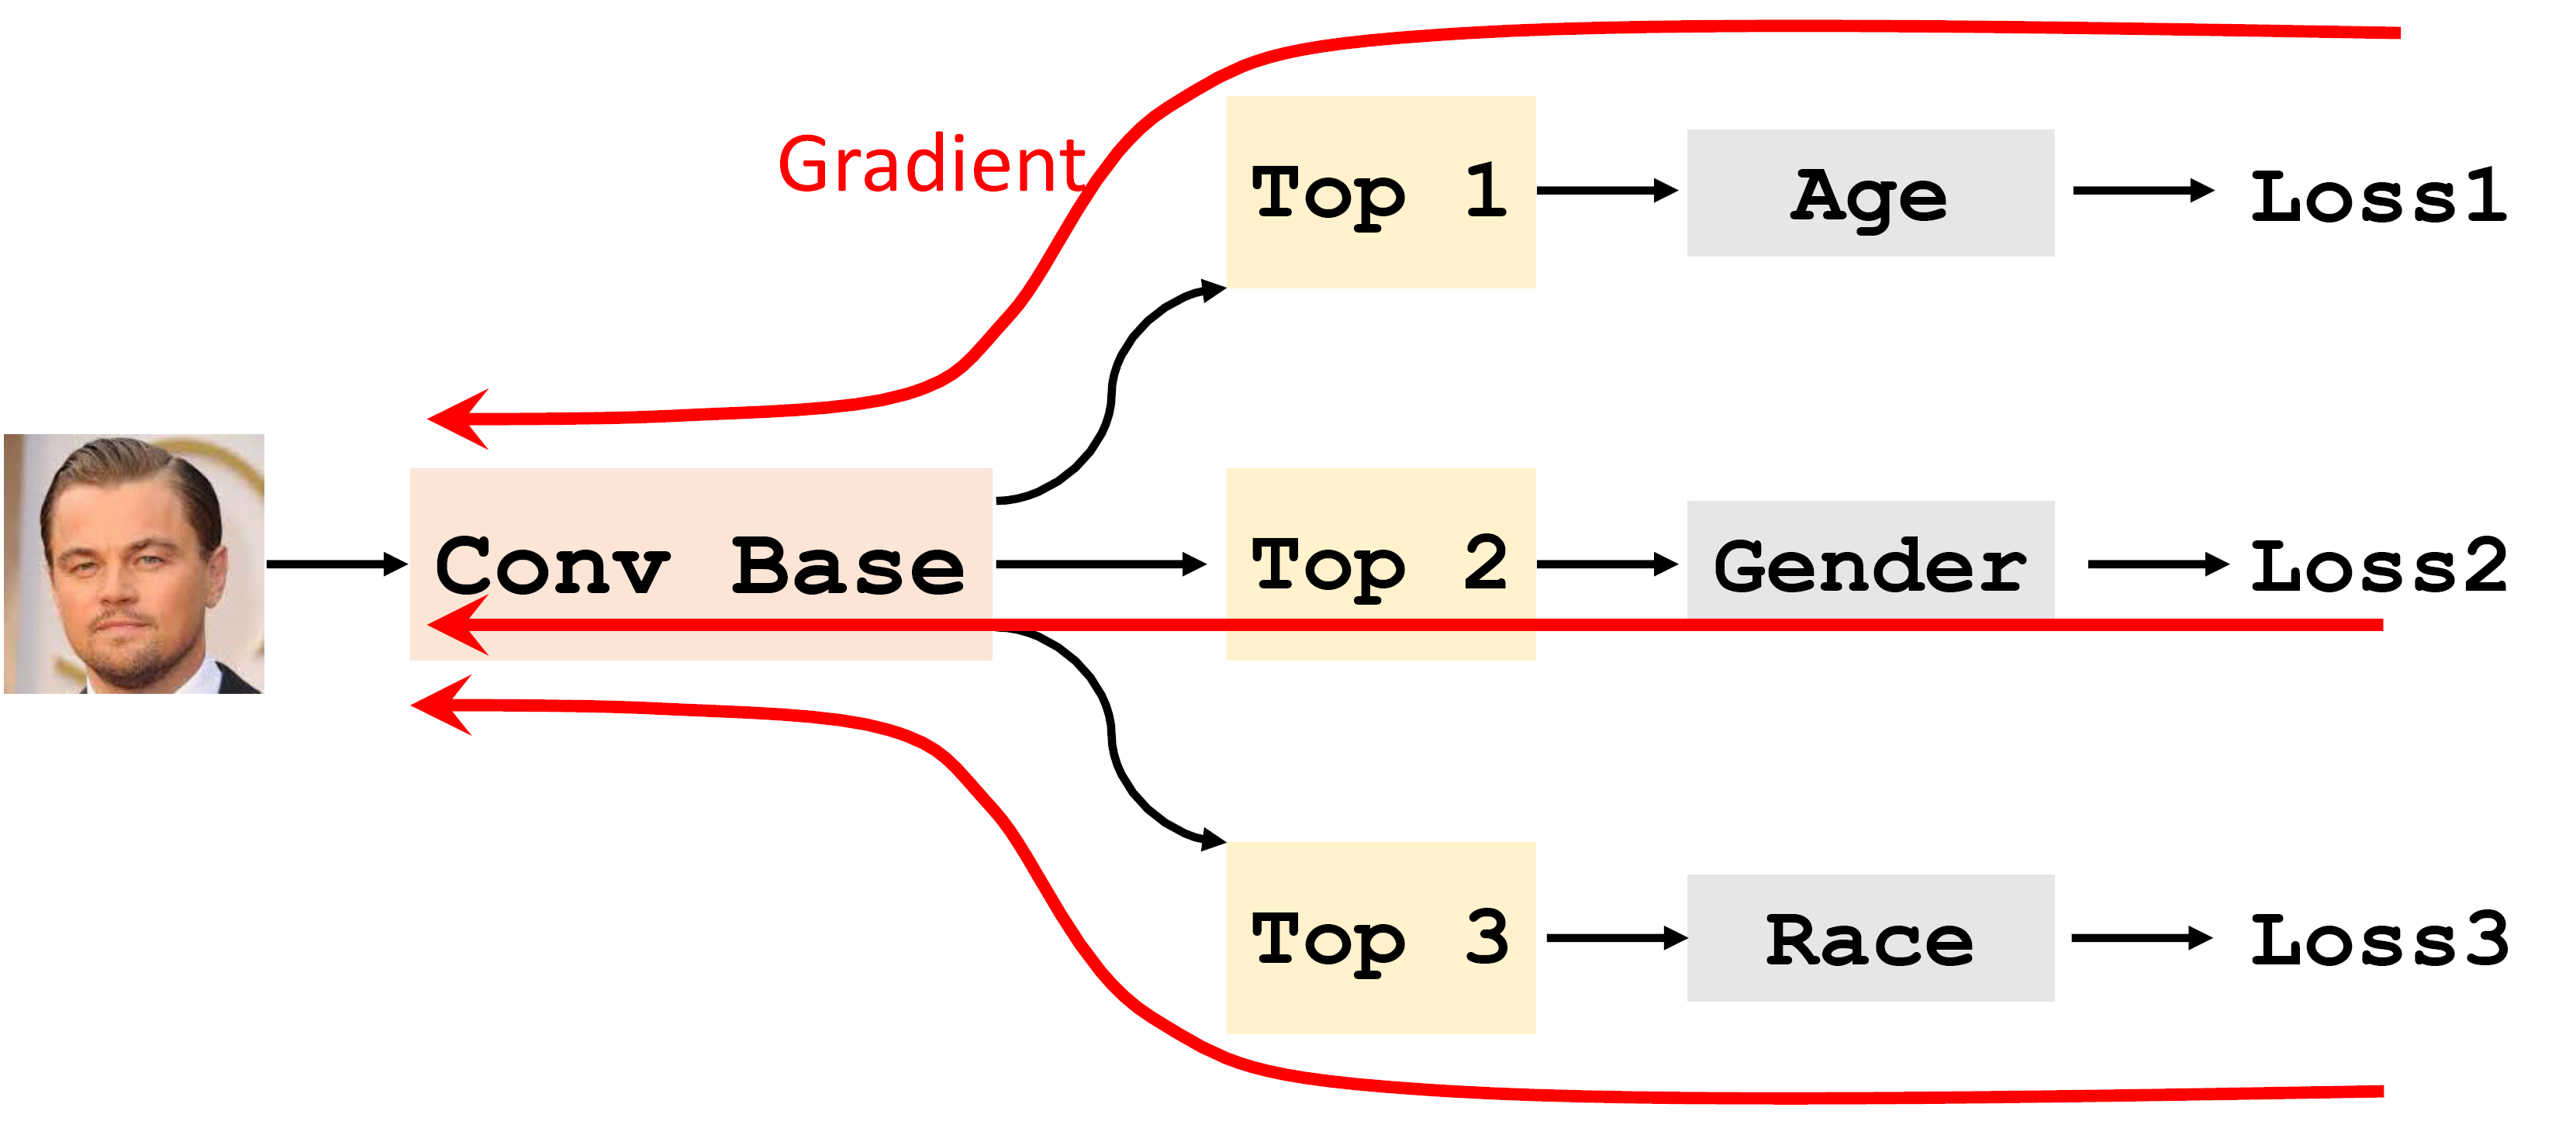 Gradient
Top 1
Age
Loss1
Conv Base
Top 2
Gender
Loss2
Top 3
Race
Loss3